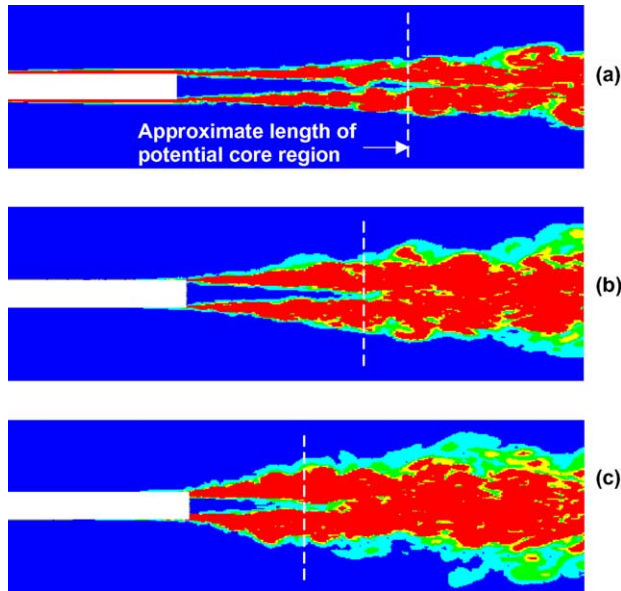 (a)
Approximate length of
potential core region
(b)
(c)